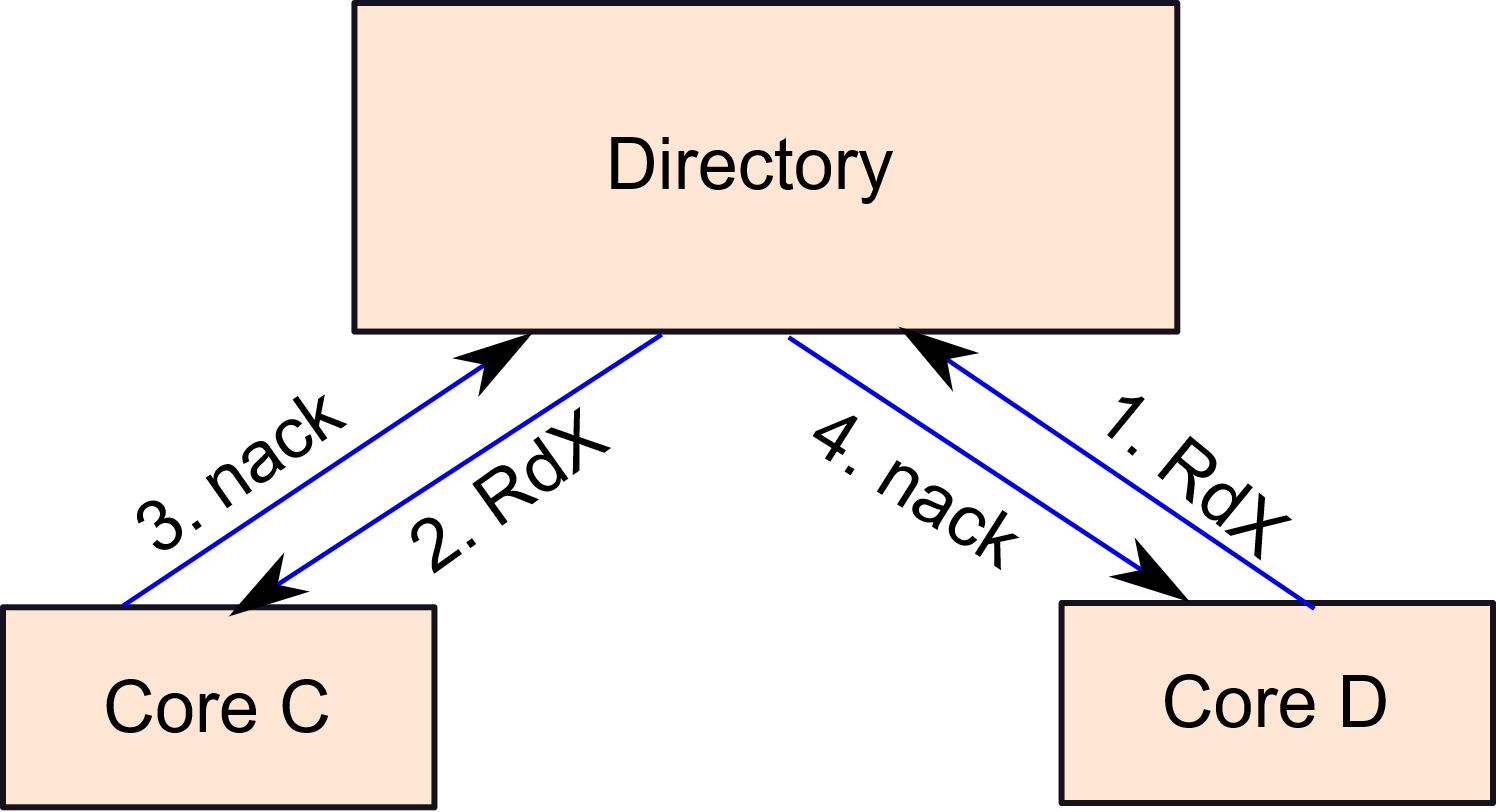 Directory
3. nack
2. RdX
4. nack
1. RdX
Core C
Core D